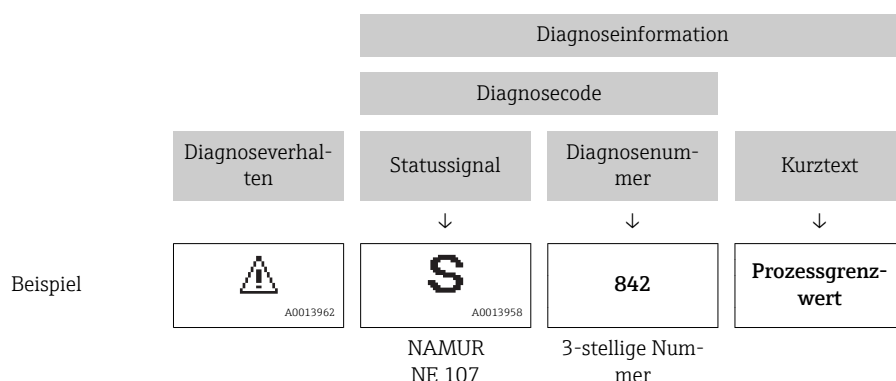 Diagnoseinformation
Diagnosecode
Diagnoseverhal-
ten
Statussignal
Diagnosenum-
mer
Kurztext
↓ ↓ ↓
Beispiel
A0013962
S
A0013958
842
Prozessgrenz-
wert
NAMUR
NE 107
3-stellige Num-
mer